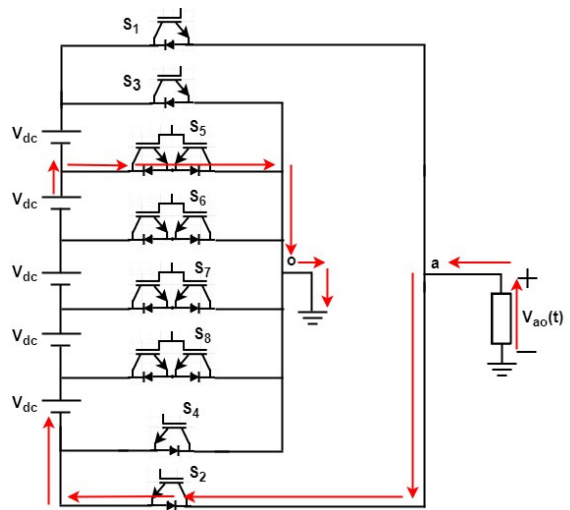 S1
S3
Vdc
S5
Vdc
S6
o
a
+
Vdc
S7
Vao(t)
Vdc
S8
−
Vdc
S4
S2